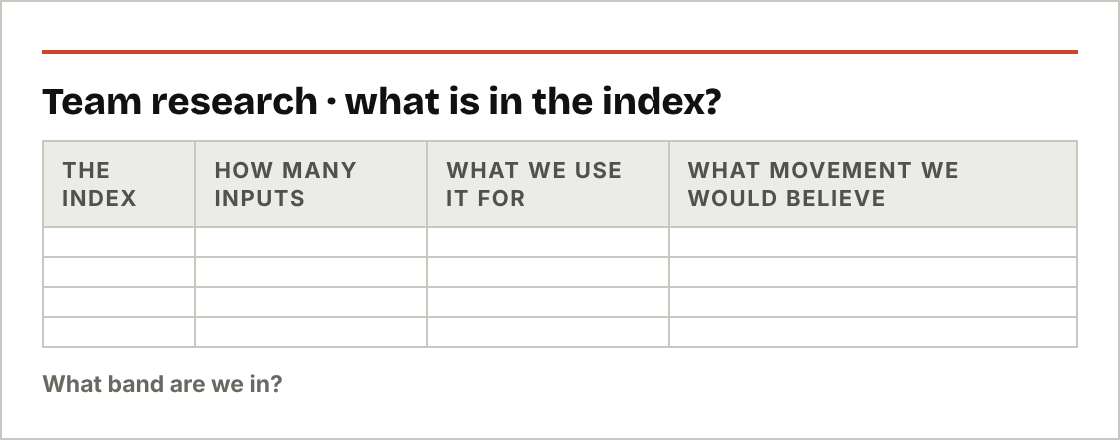 Team research · what is in the index?
THE INDEX
HOW MANY INPUTS
WHAT WE USE IT FOR
WHAT MOVEMENT WE WOULD BELIEVE
What band are we in?